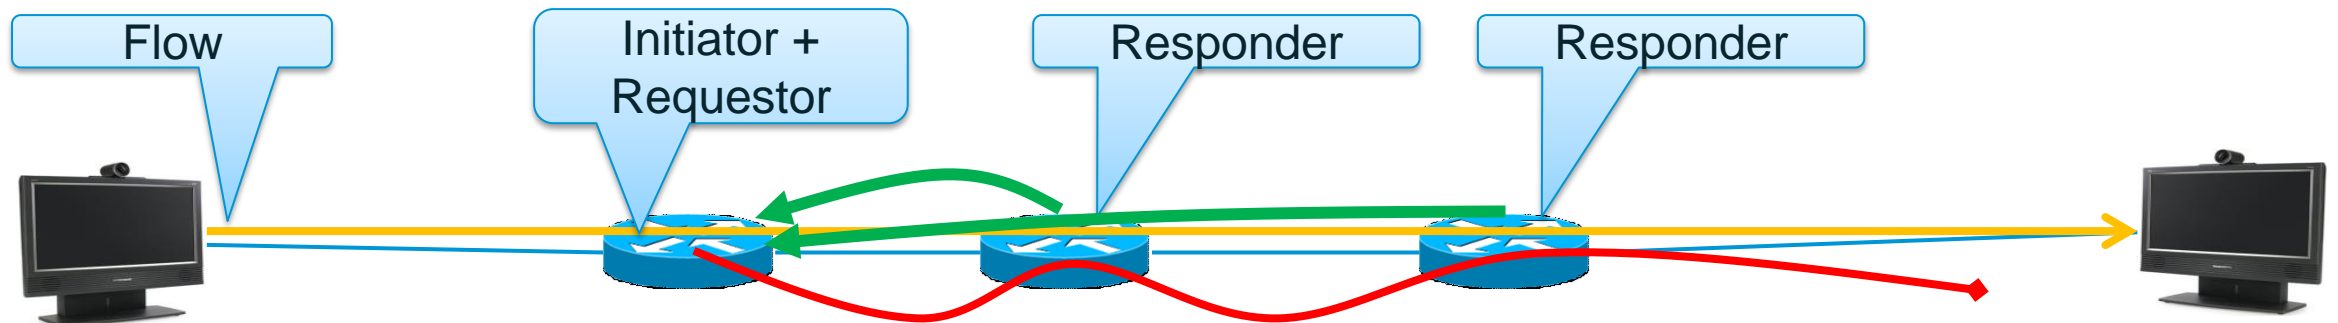 Flow
Initiator +
Requestor
Responder
Responder